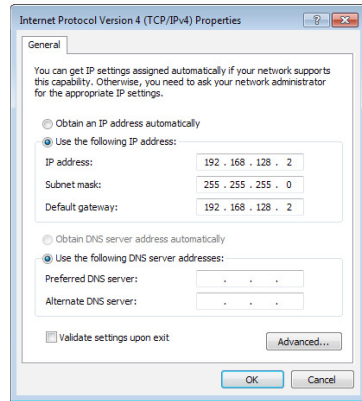 Internet Protocol Version 4 (TCP/IPv4) Properties
General
You can get IP settings assigned automatically if your network supports
this capability. Otherwise, you need to ask your network administrator
for the appropriate IP settings.
Obtain an IP address automatically
Use the following IP address:
IP address: 192 . 168 . 128 . 2
Subnet mask: 255 . 255 . 255 . 0
Default gateway: 192 . 168 . 128 . 2
Obtain DNS server address automatically
Use the following DNS server addresses:
Preferred DNS server: . . .
Alternate DNS server: . . .
Validate settings upon exit
Advanced...
OK Cancel